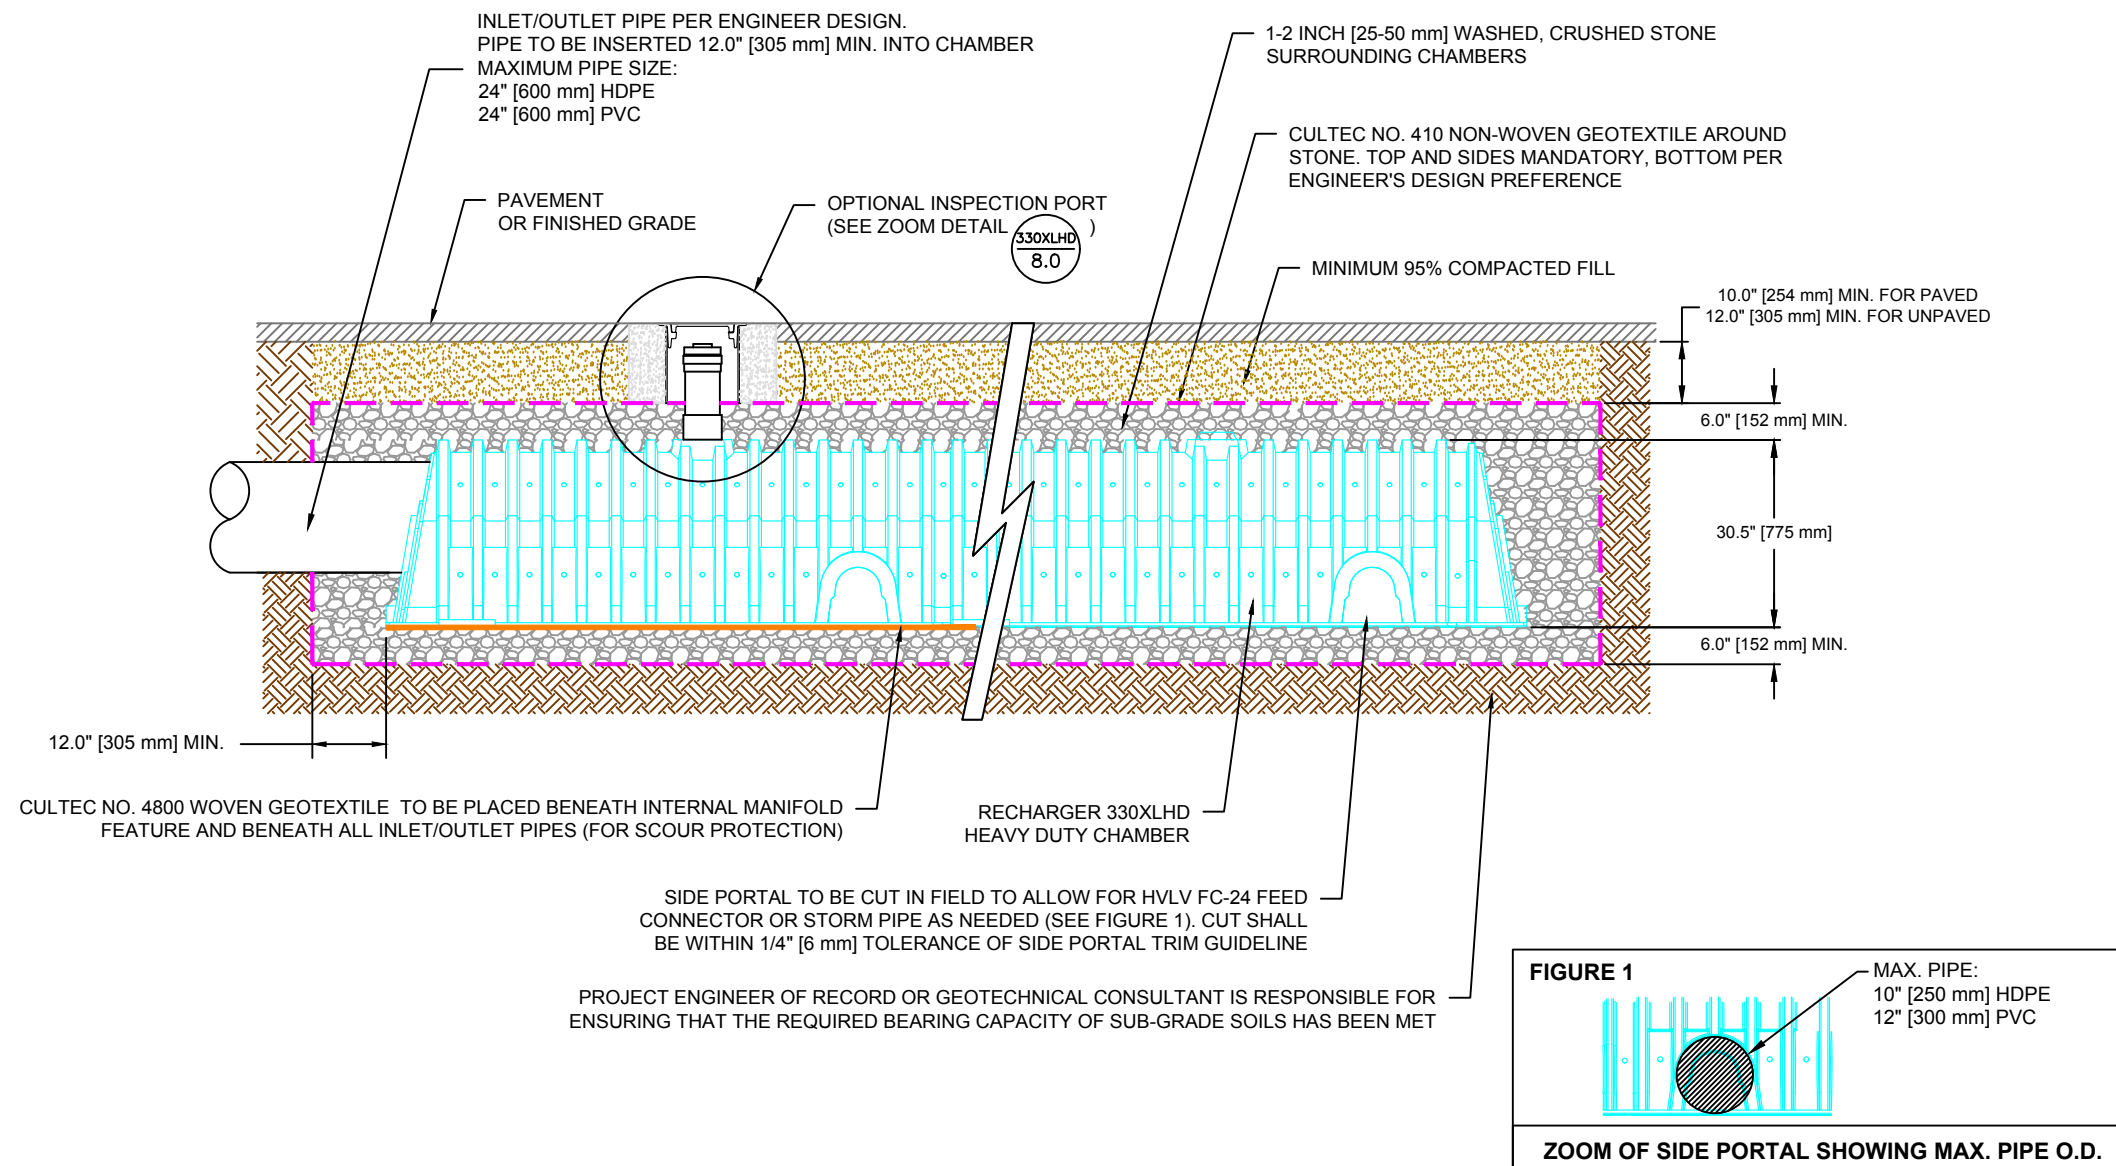 INLET/OUTLET PIPE PER ENGINEER DESIGN.
PIPE TO BE INSERTED 12.0" [305 mm] MIN. INTO CHAMBER
MAXIMUM PIPE SIZE:
24" [600 mm] HDPE
24" [600 mm] PVC
1-2 INCH [25-50 mm] WASHED, CRUSHED STONE
SURROUNDING CHAMBERS
CULTEC NO. 410 NON-WOVEN GEOTEXTILE AROUND
STONE. TOP AND SIDES MANDATORY, BOTTOM PER
ENGINEER'S DESIGN PREFERENCE
PAVEMENT
OR FINISHED GRADE
OPTIONAL INSPECTION PORT
(SEE ZOOM DETAIL )
330XLHD
8.0
MINIMUM 95% COMPACTED FILL
10.0" [254 mm] MIN. FOR PAVED
12.0" [305 mm] MIN. FOR UNPAVED
6.0" [152 mm] MIN.
30.5" [775 mm]
6.0" [152 mm] MIN.
12.0" [305 mm] MIN.
CULTEC NO. 4800 WOVEN GEOTEXTILE TO BE PLACED BENEATH INTERNAL MANIFOLD
FEATURE AND BENEATH ALL INLET/OUTLET PIPES (FOR SCOUR PROTECTION)
RECHARGER 330XLHD
HEAVY DUTY CHAMBER
SIDE PORTAL TO BE CUT IN FIELD TO ALLOW FOR HVLV FC-24 FEED
CONNECTOR OR STORM PIPE AS NEEDED (SEE FIGURE 1). CUT SHALL
BE WITHIN 1/4" [6 mm] TOLERANCE OF SIDE PORTAL TRIM GUIDELINE
PROJECT ENGINEER OF RECORD OR GEOTECHNICAL CONSULTANT IS RESPONSIBLE FOR
ENSURING THAT THE REQUIRED BEARING CAPACITY OF SUB-GRADE SOILS HAS BEEN MET
FIGURE 1
MAX. PIPE:
10" [250 mm] HDPE
12" [300 mm] PVC
ZOOM OF SIDE PORTAL SHOWING MAX. PIPE O.D.